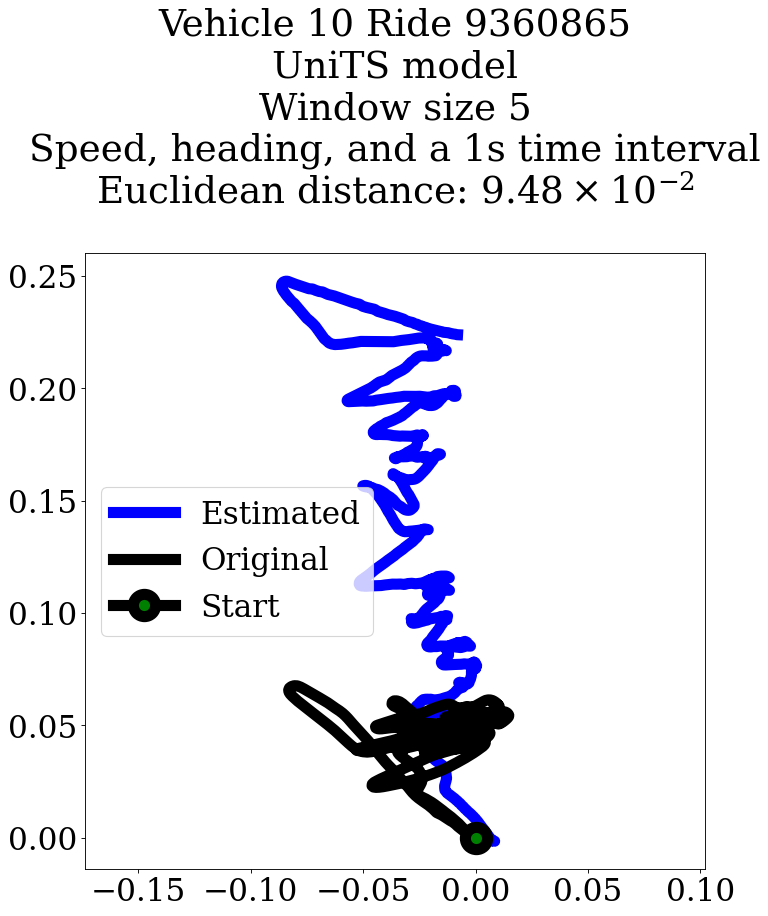 Vehicle 10 Ride 9360865
UniTS model
Window size 5
Speed, heading, and a 1s time interval
Euclidean distance: 9.48 × 10⁻²
0.25
0.20
0.15
0.10
0.05
0.00
Estimated
Original
Start
−0.15 −0.10 −0.05 0.00 0.05 0.10